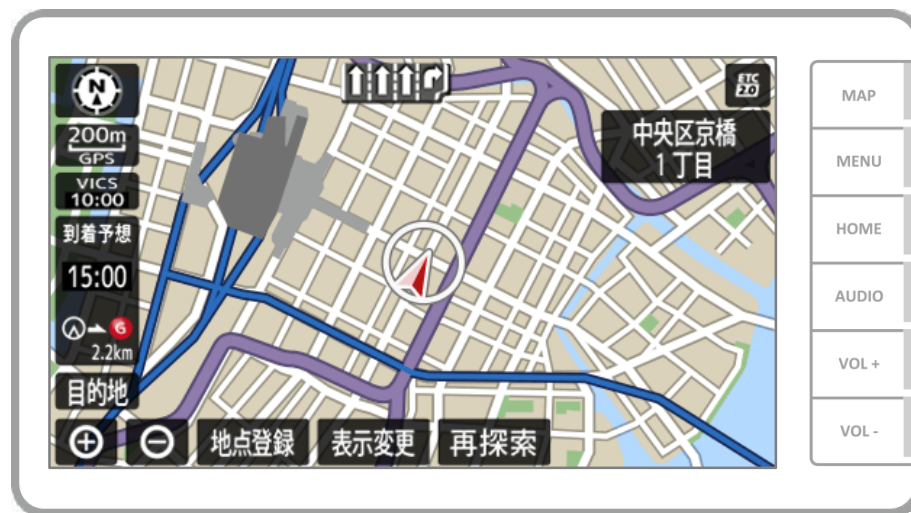 N
200m
GPS
VICS
10:00
到着予想
15:00
G
2.2km
目的地
ETC
2.0
中央区京橋
1丁目
地点登録
表示変更
再探索
MAP
MENU
HOME
AUDIO
VOL +
VOL -